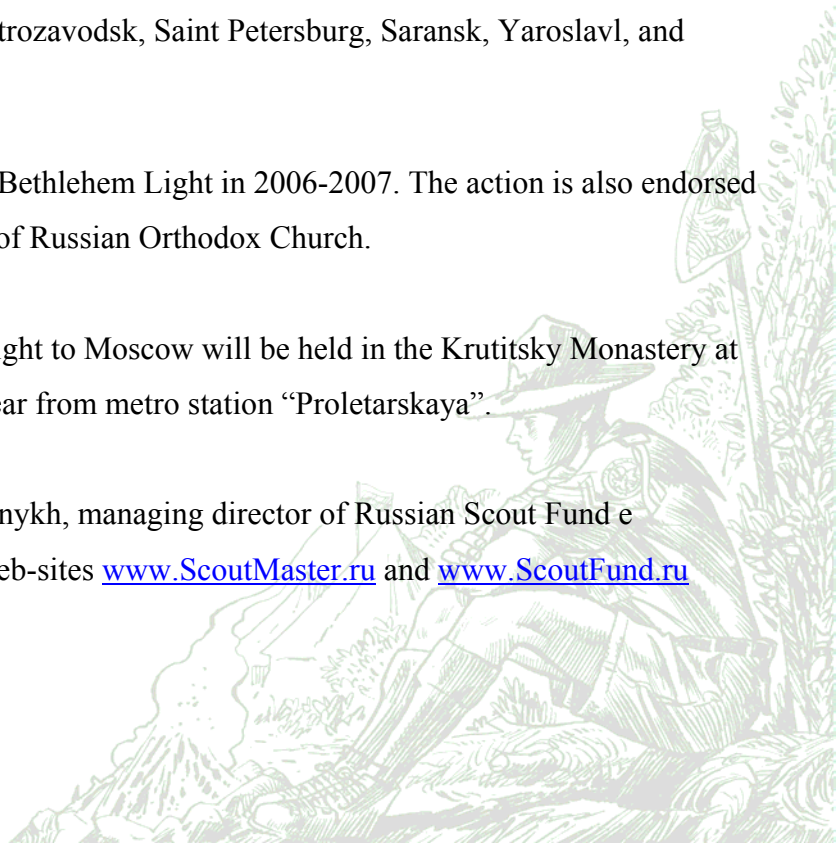 trozavodsk, Saint Petersburg, Saransk, Yaroslavl, and
Bethlehem Light in 2006-2007. The action is also endorsed
of Russian Orthodox Church.
ight to Moscow will be held in the Krutitsky Monastery at
ear from metro station “Proletarskaya”.
nykh, managing director of Russian Scout Fund e
eb-sites www.ScoutMaster.ru and www.ScoutFund.ru